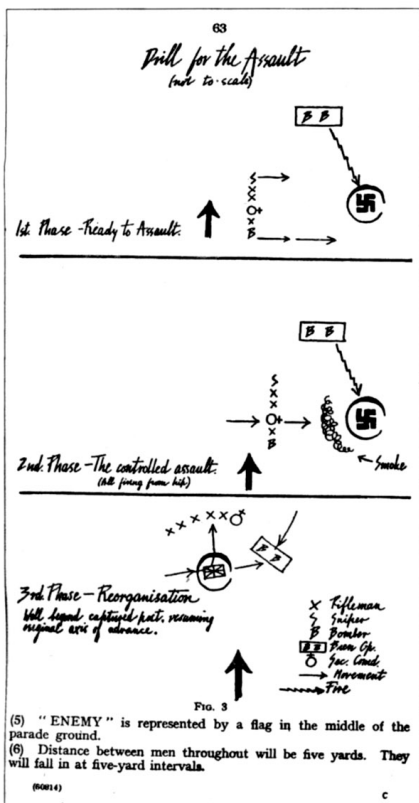 63
Drill for the Assault
(not to scale)
B B
S
x
x
O+
x
B
1st. Phase - Ready to Assault.
B B
S
x
x
O+
x
B
2nd. Phase - The controlled assault.
(All firing from hip)
Smoke
x x x x x x
B B
3rd. Phase - Reorganisation
Well beyond captured post, resuming
original axis of advance.
x Rifleman
S Sniper
B Bomber
B B Bren Gp.
Sec. Comd.
Movement
Fire
FIG. 3
(5) "ENEMY" is represented by a flag in the middle of the
parade ground.
(6) Distance between men throughout will be five yards. They
will fall in at five-yard intervals.
(60814)
C